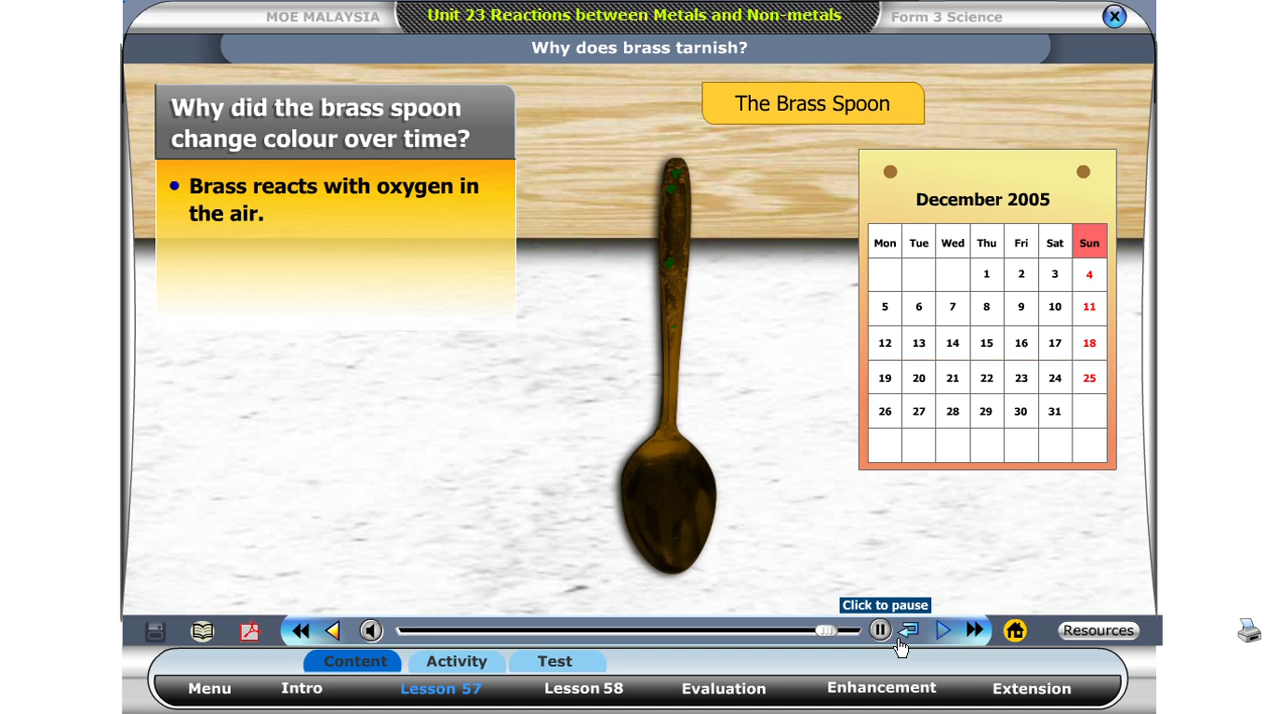 MOE MALAYSIA
Unit 23 Reactions between Metals and Non-metals
Form 3 Science
Why does brass tarnish?
Why did the brass spoon
change colour over time?
• Brass reacts with oxygen in
the air.
The Brass Spoon
December 2005
Mon Tue Wed Thu Fri Sat Sun
1 2 3 4
5 6 7 8 9 10 11
12 13 14 15 16 17 18
19 20 21 22 23 24 25
26 27 28 29 30 31
Click to pause
Resources
Content Activity Test
Menu Intro Lesson 57 Lesson 58 Evaluation Enhancement Extension